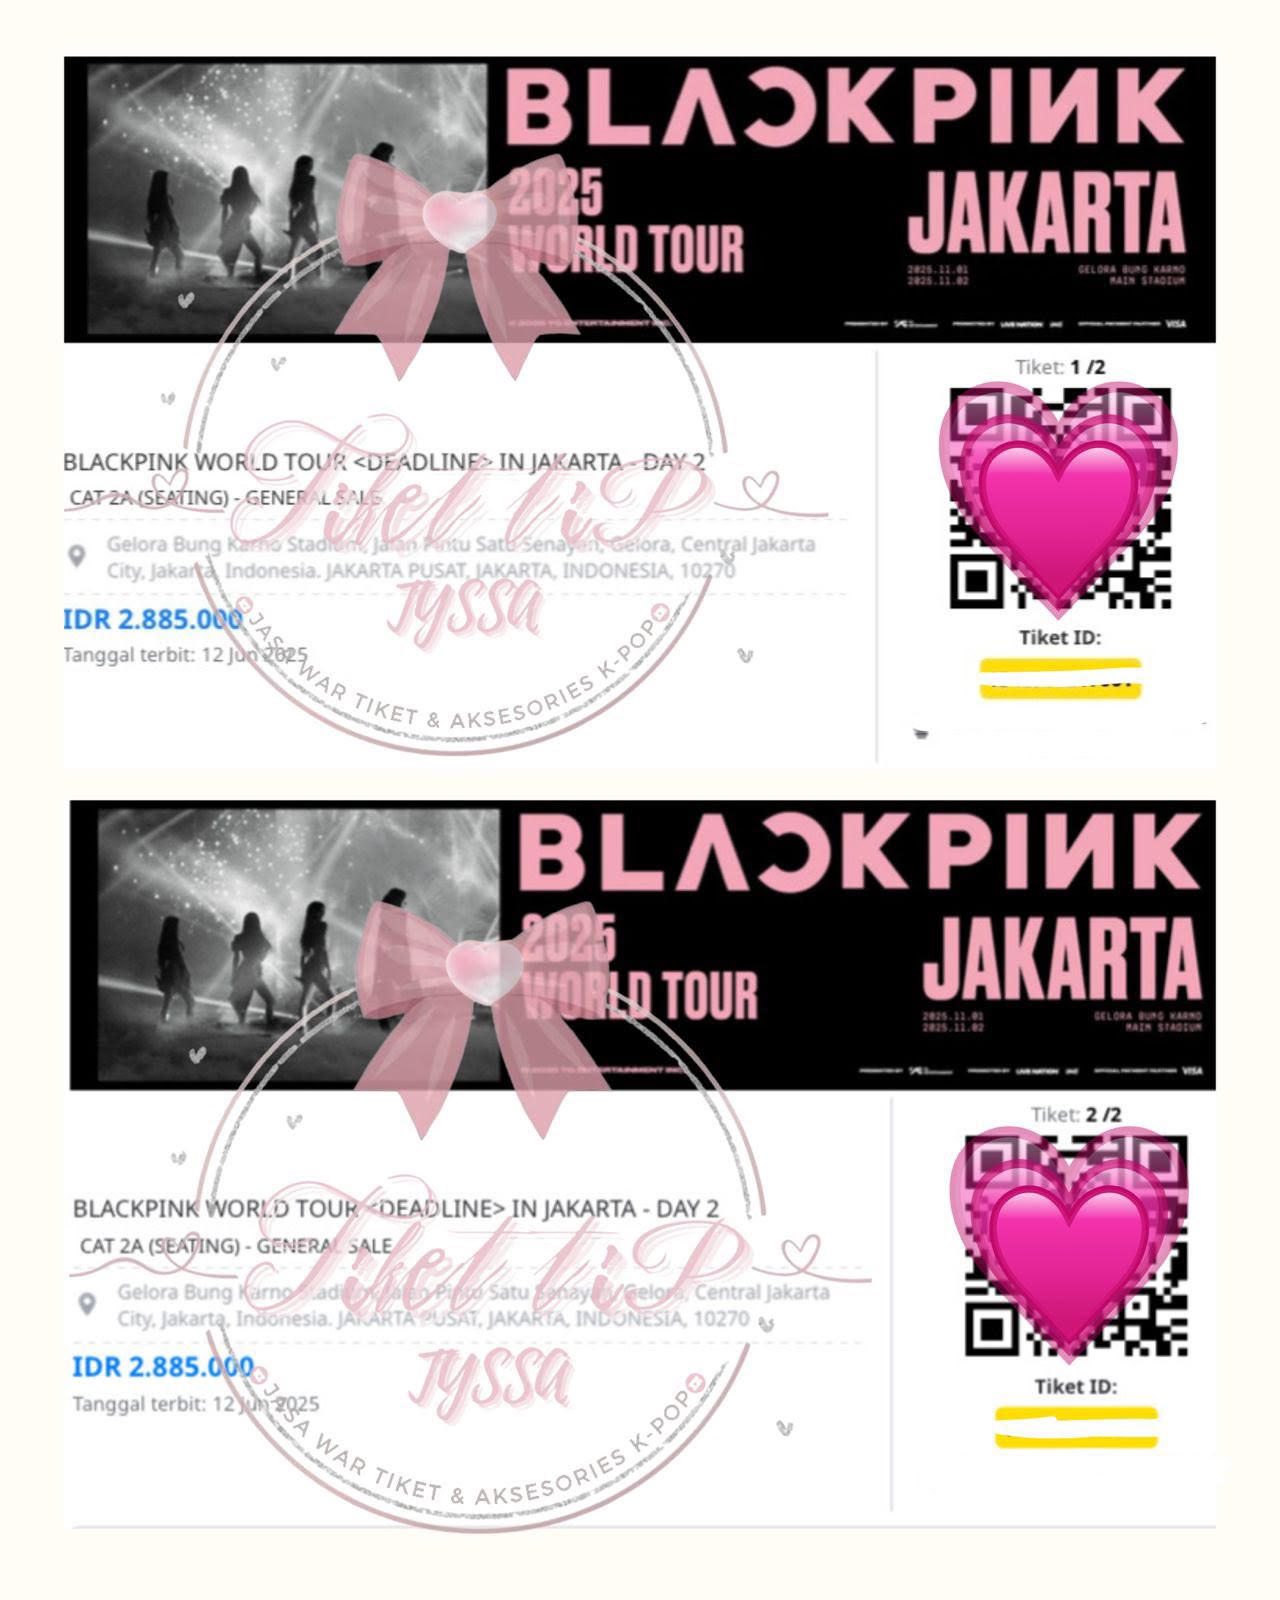 BLACKPINK
2025
WORLD TOUR
JAKARTA
2025.11.01
2025.11.02
GELORA BUNG KARNO
MAIN STADIUM
VISA
Tiket: 1 /2
BLACKPINK WORLD TOUR <DEADLINE> IN JAKARTA - DAY 2
CAT 2A (SEATING) - GENERAL SALE
Gelora Bung Karno Stadium, Jalan Pintu Satu Senayan, Gelora, Central Jakarta
City, Jakarta, Indonesia. JAKARTA PUSAT, JAKARTA, INDONESIA, 10270
IDR 2.885.000
Tanggal terbit: 12 Jun 2025
Tiket ID:
Tiket tiP
Tyssa
JASA WAR TIKET & AKSESORIES K-POP
BLACKPINK
2025
WORLD TOUR
JAKARTA
2025.11.01
2025.11.02
GELORA BUNG KARNO
MAIN STADIUM
VISA
Tiket: 2 /2
BLACKPINK WORLD TOUR <DEADLINE> IN JAKARTA - DAY 2
CAT 2A (SEATING) - GENERAL SALE
Gelora Bung Karno Stadium, Jalan Pintu Satu Senayan, Gelora, Central Jakarta
City, Jakarta, Indonesia. JAKARTA PUSAT, JAKARTA, INDONESIA, 10270
IDR 2.885.000
Tanggal terbit: 12 Jun 2025
Tiket ID:
Tiket tiP
Tyssa
JASA WAR TIKET & AKSESORIES K-POP